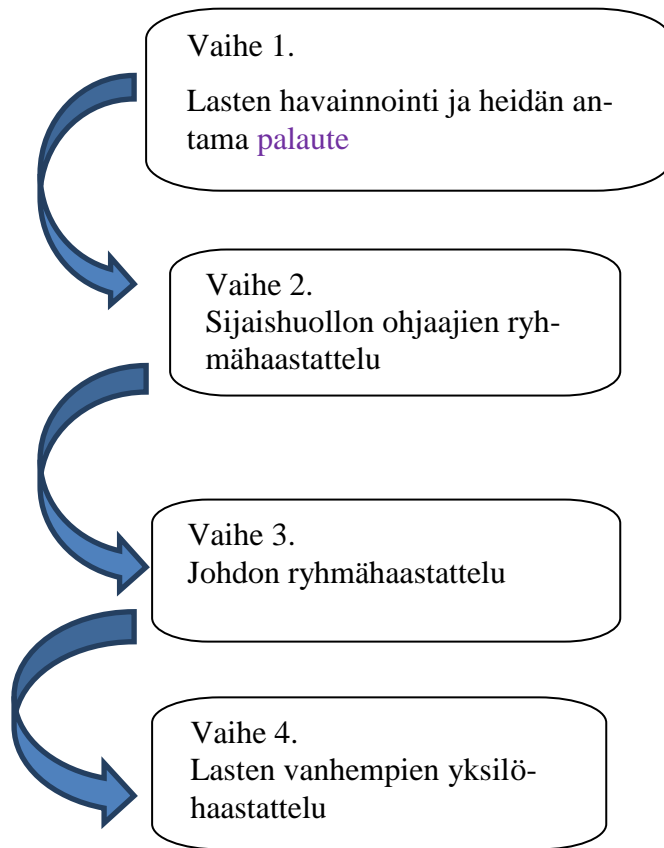 Vaihe 1.
Lasten havainnointi ja heidän an-
tama palaute
Vaihe 2.
Sijaishuollon ohjaajien ryh-
mähaastattelu
Vaihe 3.
Johdon ryhmähaastattelu
Vaihe 4.
Lasten vanhempien yksilö-
haastattelu